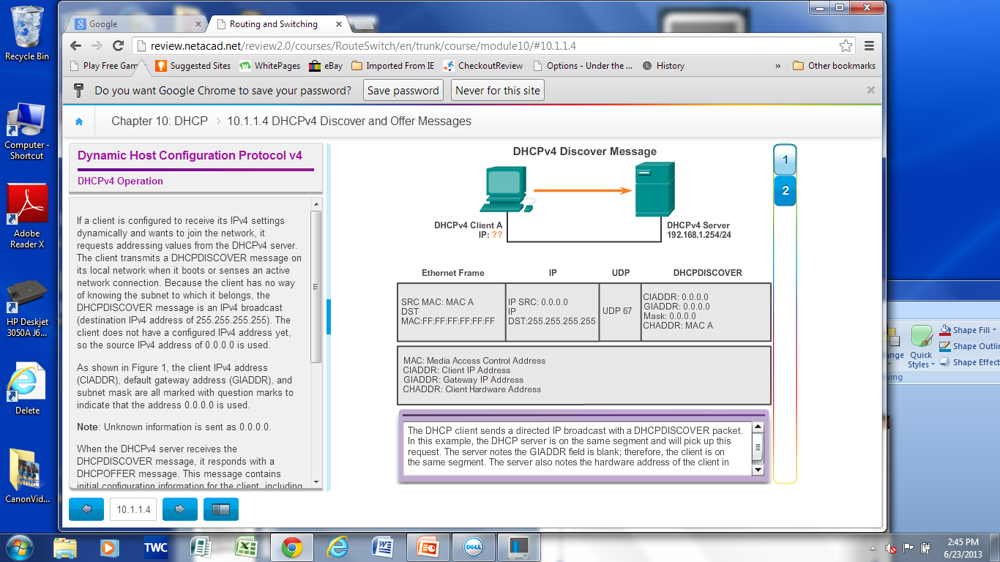 Recycle Bin
Computer -
Shortcut
Adobe
Reader X
HP Deskjet
3050A J6...
Delete
CanonVid...
Google
Routing and Switching
review.netacad.net/review2.0/courses/RouteSwitch/en/trunk/course/module10/#10.1.1.4
Play Free Gam
Suggested Sites
WhitePages
eBay
Imported From IE
CheckoutReview
Options - Under the ...
History
»
Other bookmarks
Do you want Google Chrome to save your password?
Save password
Never for this site
Chapter 10: DHCP
10.1.1.4 DHCPv4 Discover and Offer Messages
Dynamic Host Configuration Protocol v4
DHCPv4 Operation
If a client is configured to receive its IPv4 settings
dynamically and wants to join the network, it
requests addressing values from the DHCPv4 server.
The client transmits a DHCPDISCOVER message on
its local network when it boots or senses an active
network connection. Because the client has no way
of knowing the subnet to which it belongs, the
DHCPDISCOVER message is an IPv4 broadcast
(destination IPv4 address of 255.255.255.255). The
client does not have a configured IPv4 address yet,
so the source IPv4 address of 0.0.0.0 is used.
As shown in Figure 1, the client IPv4 address
(CIADDR), default gateway address (GIADDR), and
subnet mask are all marked with question marks to
indicate that the address 0.0.0.0 is used.
Note: Unknown information is sent as 0.0.0.0.
When the DHCPv4 server receives the
DHCPDISCOVER message, it responds with a
DHCPOFFER message. This message contains
initial configuration information for the client, including
10.1.1.4
DHCPv4 Discover Message
DHCPv4 Client A
IP: ??
DHCPv4 Server
192.168.1.254/24
Ethernet Frame
IP
UDP
DHCPDISCOVER
SRC MAC: MAC A
DST
MAC:FF:FF:FF:FF:FF:FF
IP SRC: 0.0.0.0
IP
DST:255.255.255.255
UDP 67
CIADDR: 0.0.0.0
GIADDR: 0.0.0.0
Mask: 0.0.0.0
CHADDR: MAC A
MAC: Media Access Control Address
CIADDR: Client IP Address
GIADDR: Gateway IP Address
CHADDR: Client Hardware Address
The DHCP client sends a directed IP broadcast with a DHCPDISCOVER packet.
In this example, the DHCP server is on the same segment and will pick up this
request. The server notes the GIADDR field is blank; therefore, the client is on
the same segment. The server also notes the hardware address of the client in
1
2
ange
Quick
Styles
Shape Fill
Shape Outli
Shape Effect
wing
TWC
DELL
2:45 PM
6/23/2013